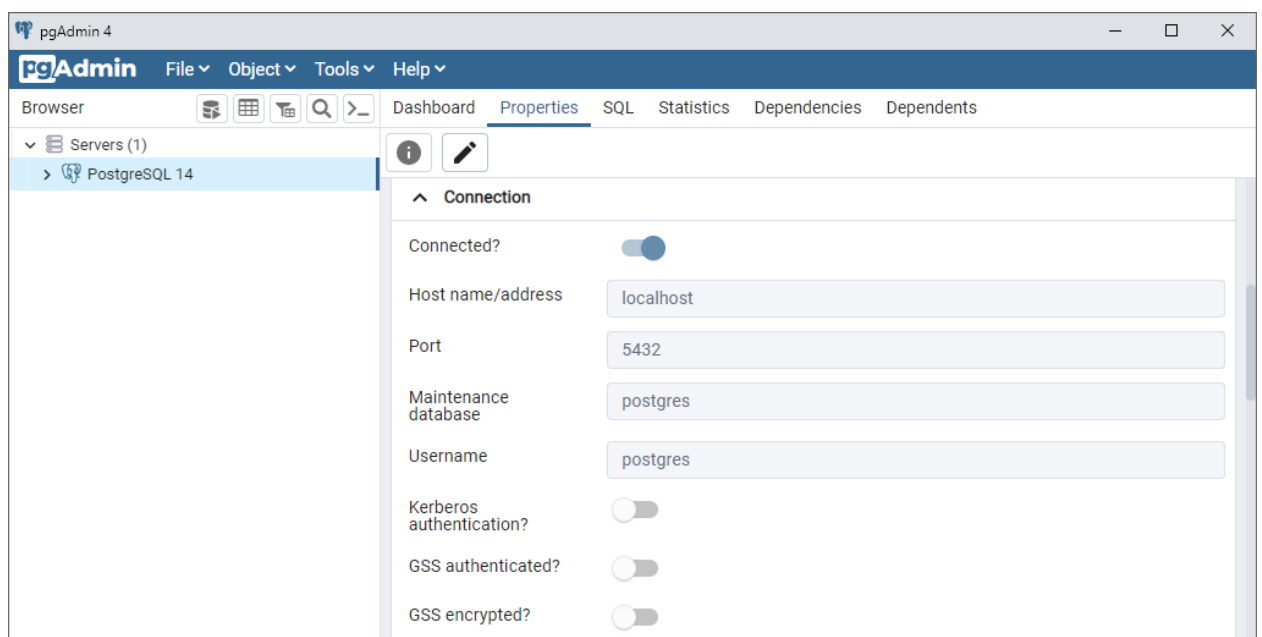 pgAdmin 4
pgAdmin File Object Tools Help
Browser Dashboard Properties SQL Statistics Dependencies Dependents
Servers (1)
PostgreSQL 14
Connection
Connected?
Host name/address localhost
Port 5432
Maintenance
database postgres
Username postgres
Kerberos
authentication?
GSS authenticated?
GSS encrypted?